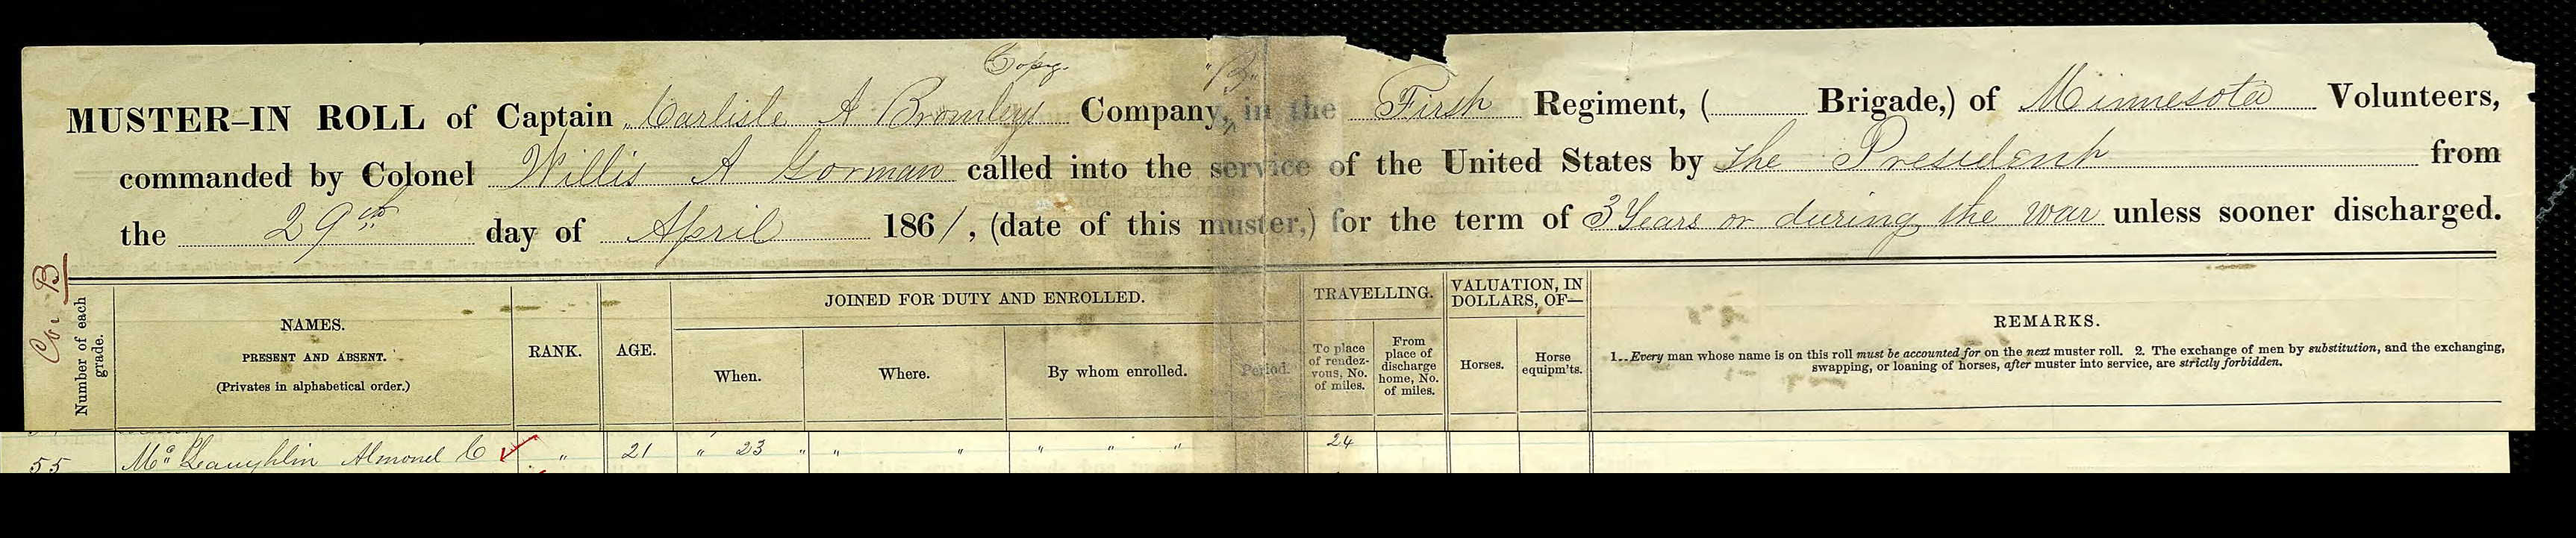 Copy.
"B"
MUSTER-IN ROLL of Captain Carlisle A Bromley Company, in the First Regiment, ( Brigade,) of Minnesota Volunteers,
commanded by Colonel Willis A Gorman called into the service of the United States by the President from
the 29th day of April 1861, (date of this muster,) for the term of 3 Years or during the war unless sooner discharged.
Co. B
Number of each grade.
NAMES.
PRESENT AND ABSENT.
(Privates in alphabetical order.)
RANK.
AGE.
JOINED FOR DUTY AND ENROLLED.
When.
Where.
By whom enrolled.
Period.
TRAVELLING.
To place
of rendez-
vous, No.
of miles.
From
place of
discharge
home, No.
of miles.
VALUATION, IN
DOLLARS, OF—
Horses.
Horse
equipm'ts.
REMARKS.
1..Every man whose name is on this roll must be accounted for on the next muster roll. 2. The exchange of men by substitution, and the exchanging,
swapping, or loaning of horses, after muster into service, are strictly forbidden.
55 Mc Leaughlin Almond C " 21 " 23 " " " " " " 24